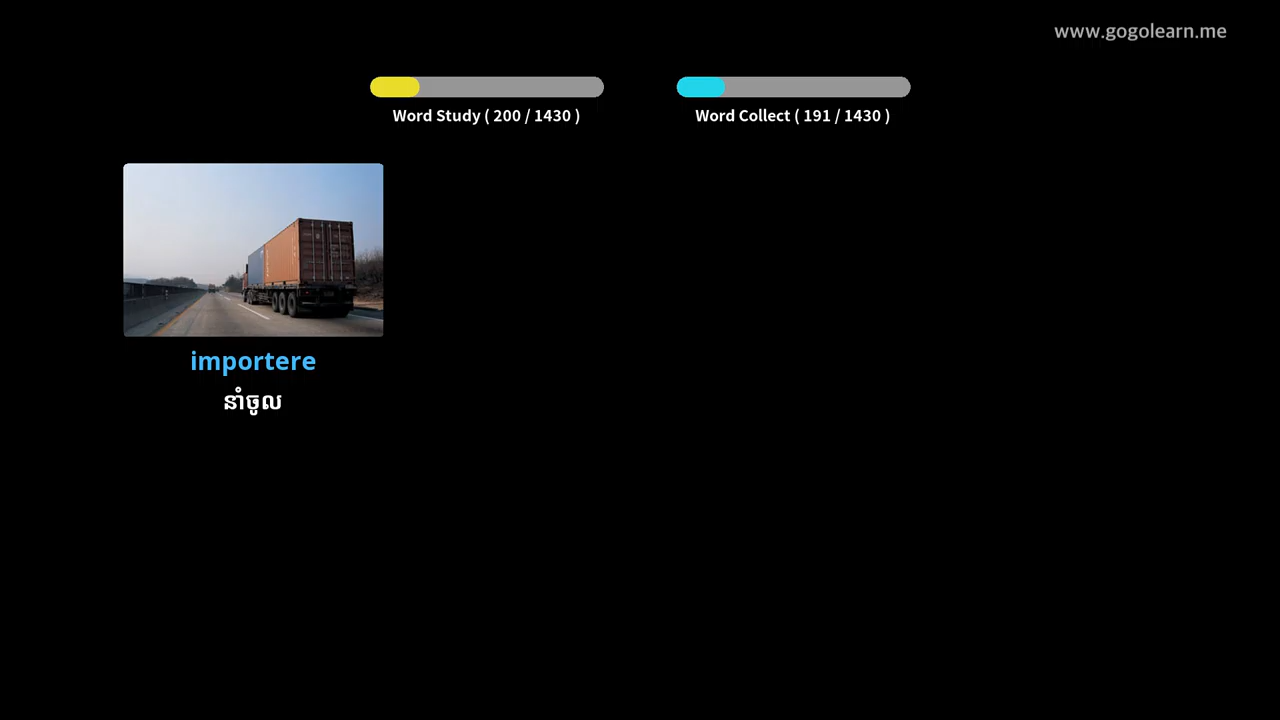 www.gogolearn.me
Word Study ( 200 / 1430 )
Word Collect ( 191 / 1430 )
importere
នាំចូល